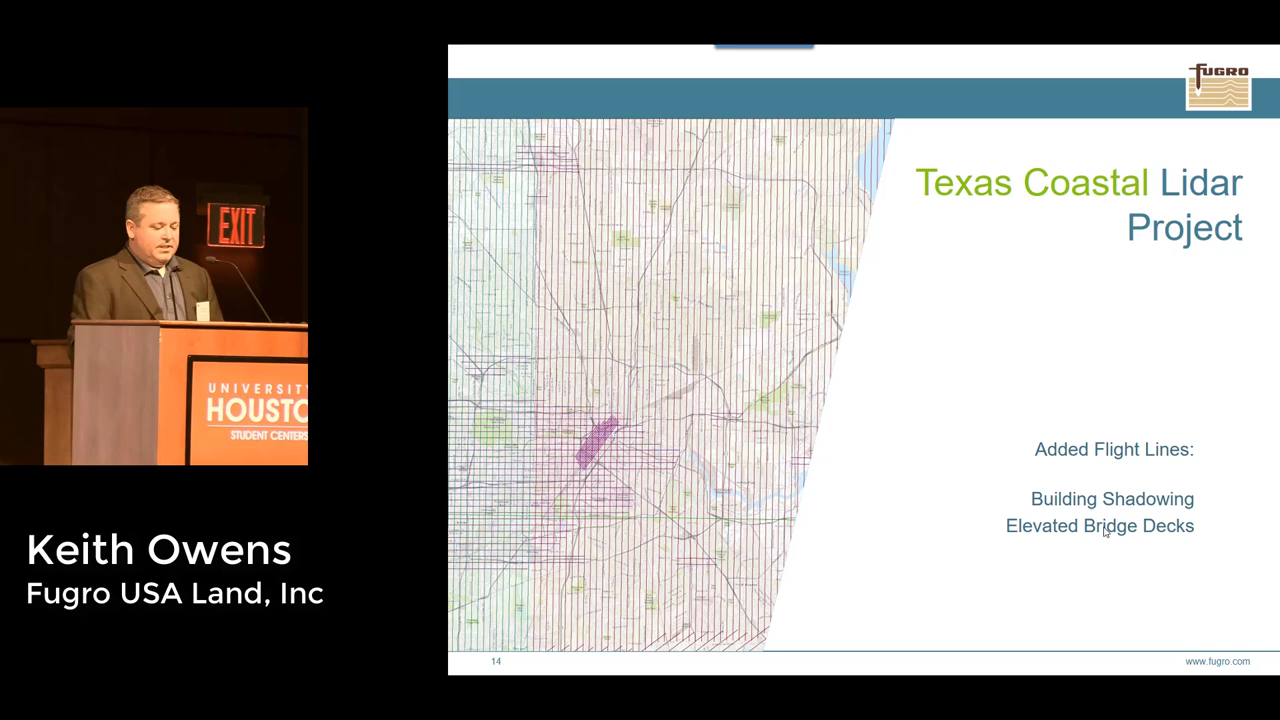 FUGRO
Texas Coastal Lidar
Project
EXIT
UNIVERSITY
HOUSTO
STUDENT CENTERS
Added Flight Lines:
Building Shadowing
Elevated Bridge Decks
Keith Owens
Fugro USA Land, Inc
14
www.fugro.com